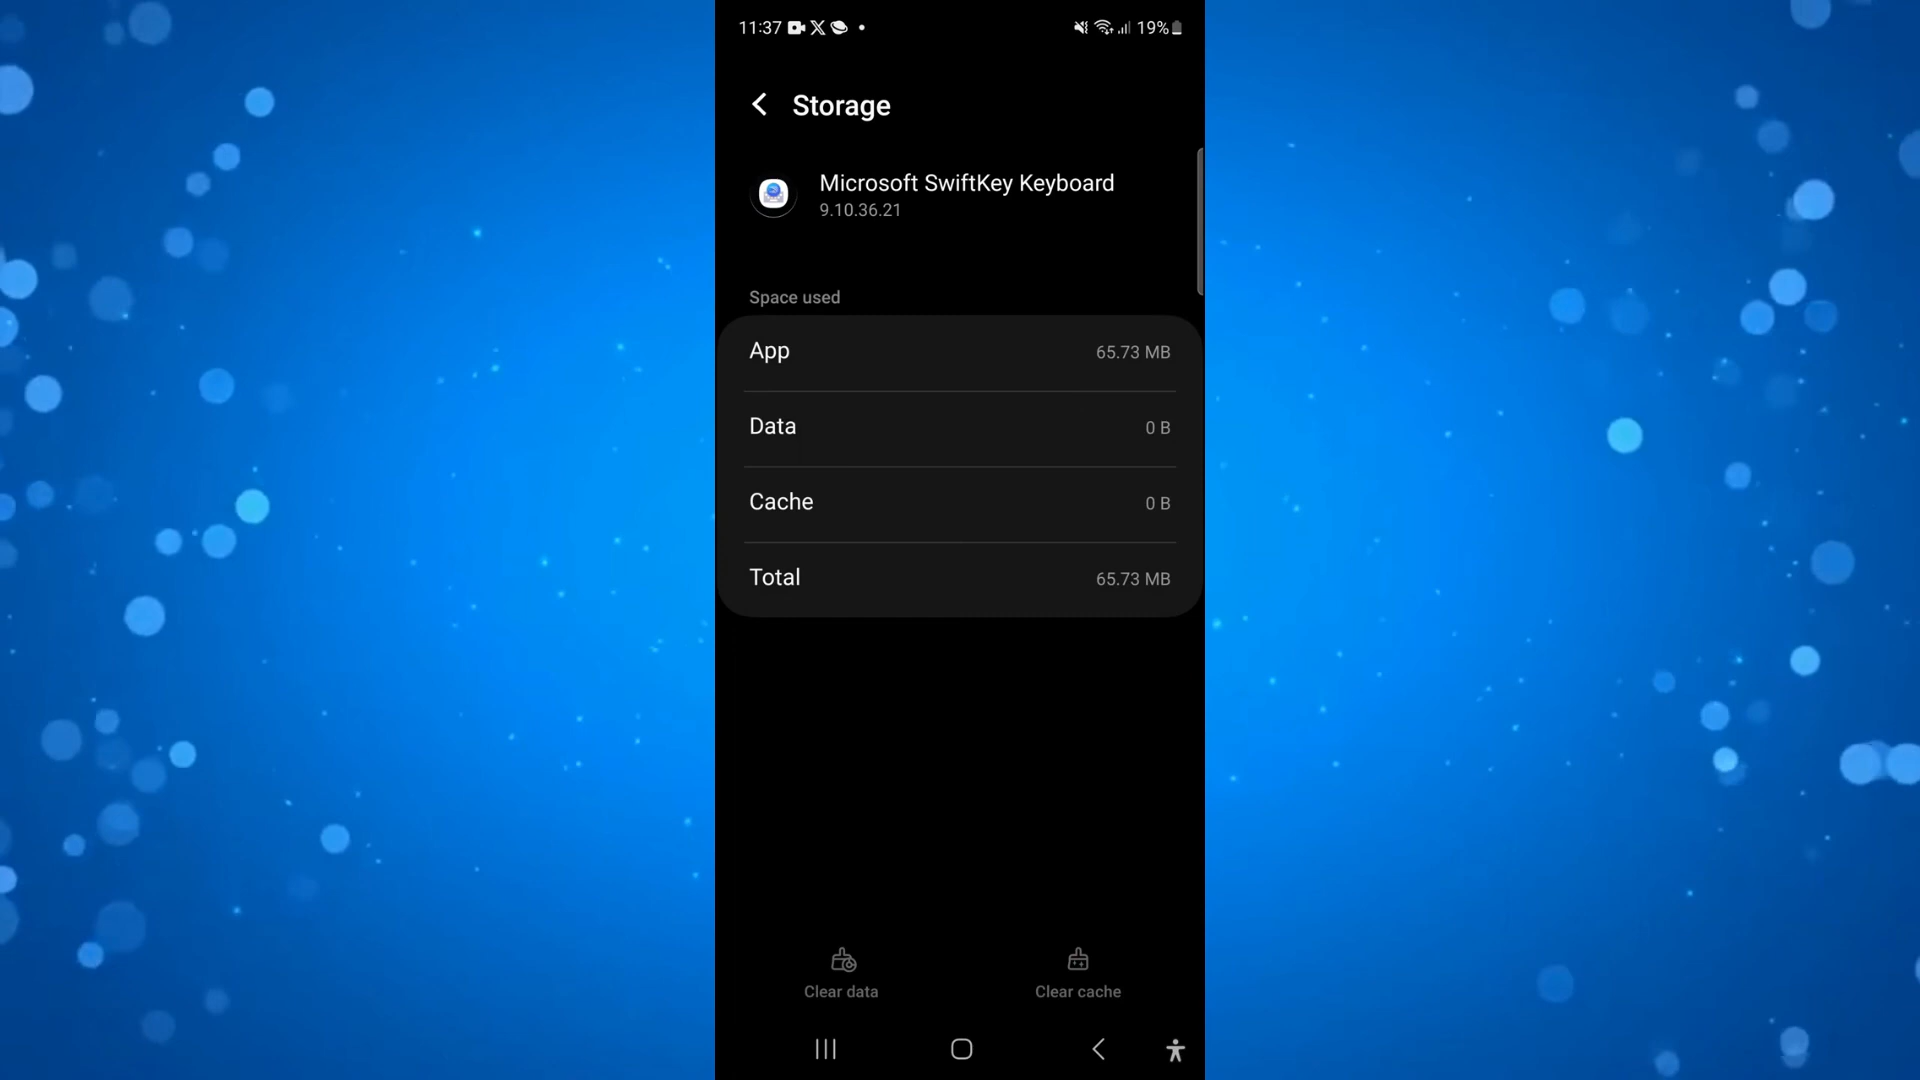 11:37 19%
Storage
Microsoft SwiftKey Keyboard
9.10.36.21
Space used
App 65.73 MB
Data 0 B
Cache 0 B
Total 65.73 MB
Clear data Clear cache